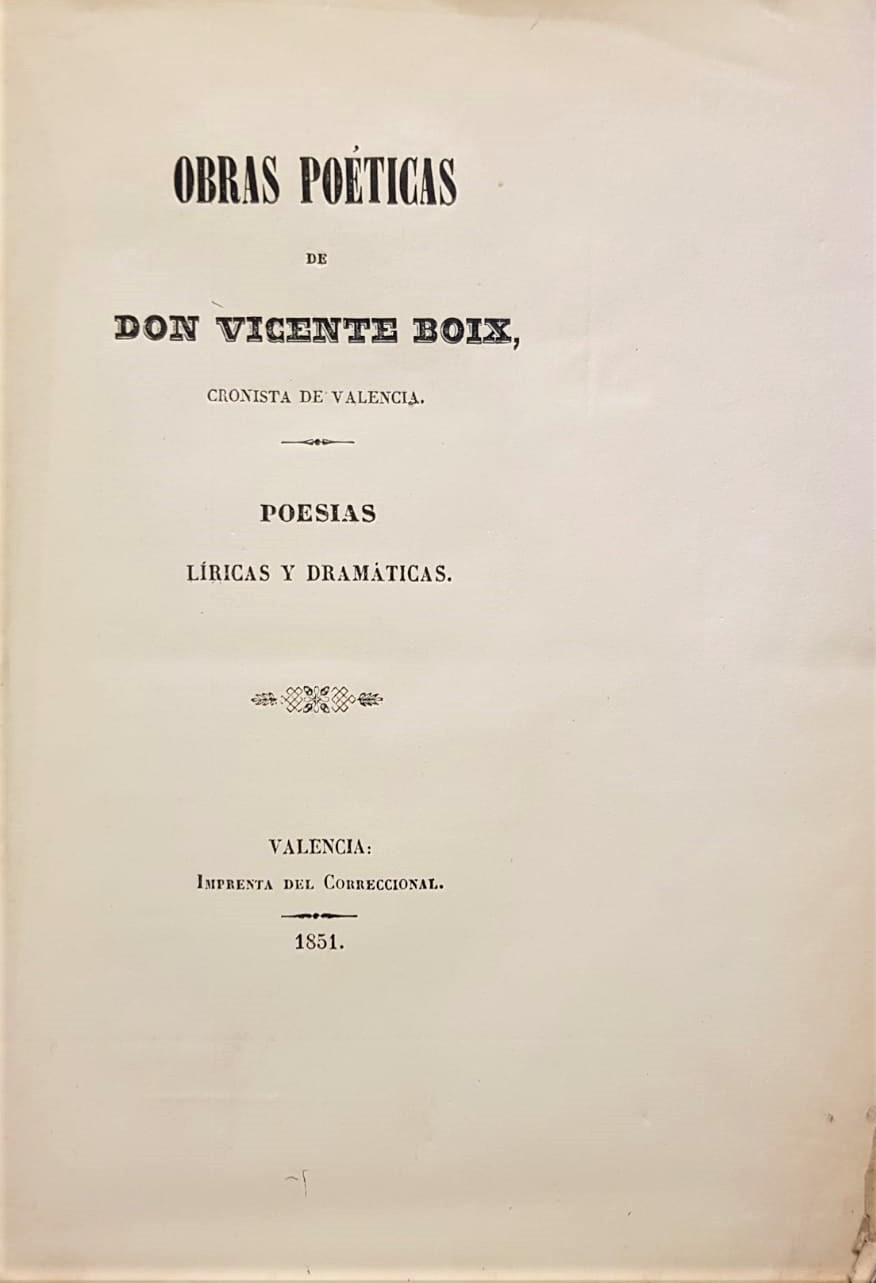 OBRAS POÉTICAS
DE
DON VICENTE BOIX,
CRONISTA DE VALENCIA.
POESIAS
LÍRICAS Y DRAMÁTICAS.
VALENCIA:
IMPRENTA DEL CORRECCIONAL.
1851.